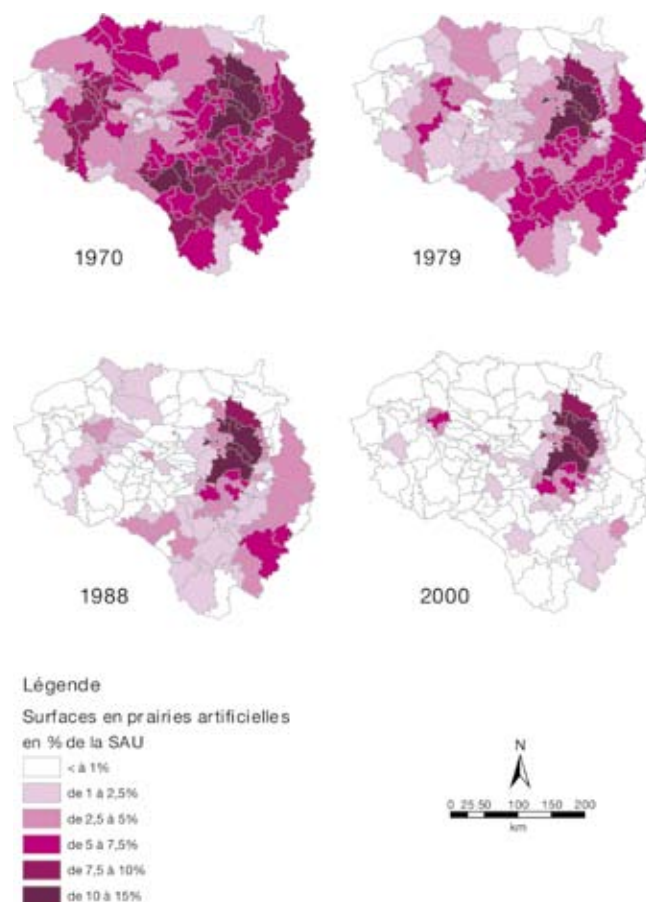 1970
1979
1988
2000
Légende
Surfaces en prairies artificielles
en % de la SAU
< à 1%
de 1 à 2,5%
de 2,5 à 5%
de 5 à 7,5%
de 7,5 à 10%
de 10 à 15%
N
0 25 50 100 150 200
km